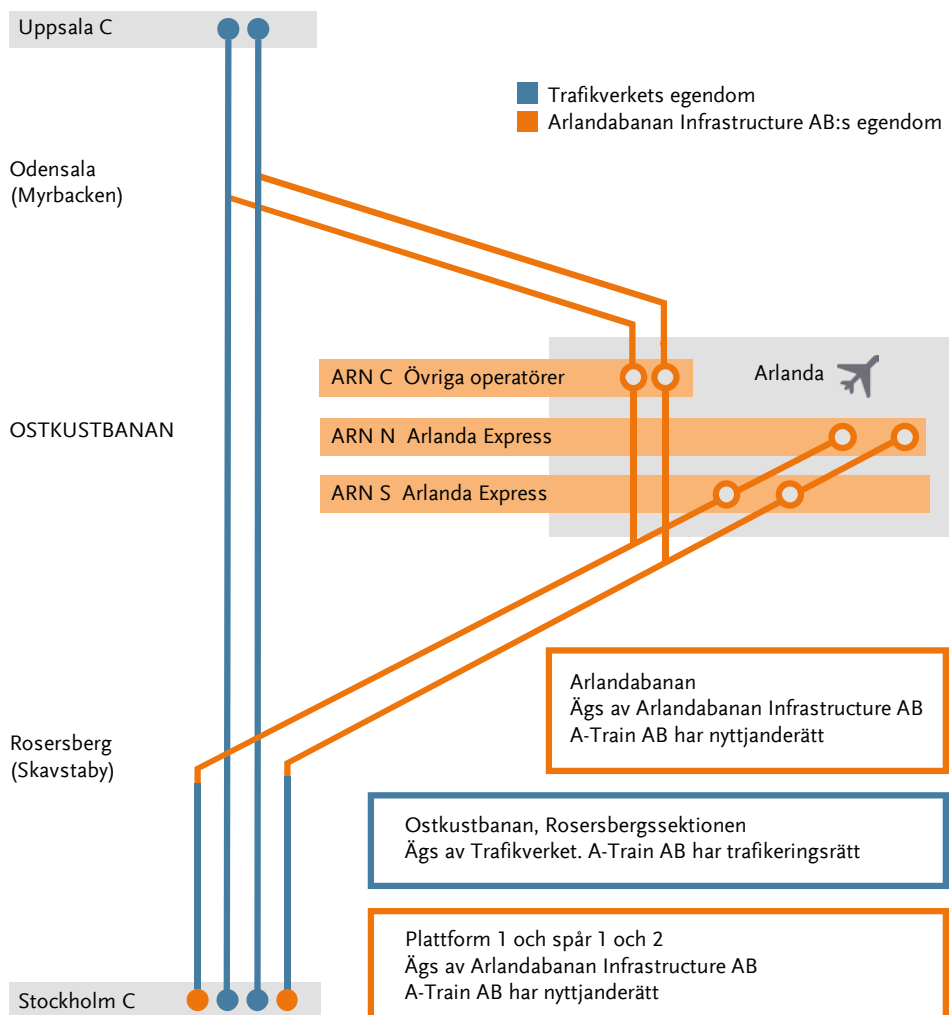 Uppsala C
Trafikverkets egendom
Arlandabanan Infrastructure AB:s egendom
Odensala
(Myrbacken)
ARN C Övriga operatörer
Arlanda
OSTKUSTBANAN
ARN N Arlanda Express
ARN S Arlanda Express
Arlandabanan
Ägs av Arlandabanan Infrastructure AB
A-Train AB har nyttjanderätt
Rosersberg
(Skavstaby)
Ostkustbanan, Rosersbergssektionen
Ägs av Trafikverket. A-Train AB har trafikeringsrätt
Plattform 1 och spår 1 och 2
Ägs av Arlandabanan Infrastructure AB
A-Train AB har nyttjanderätt
Stockholm C